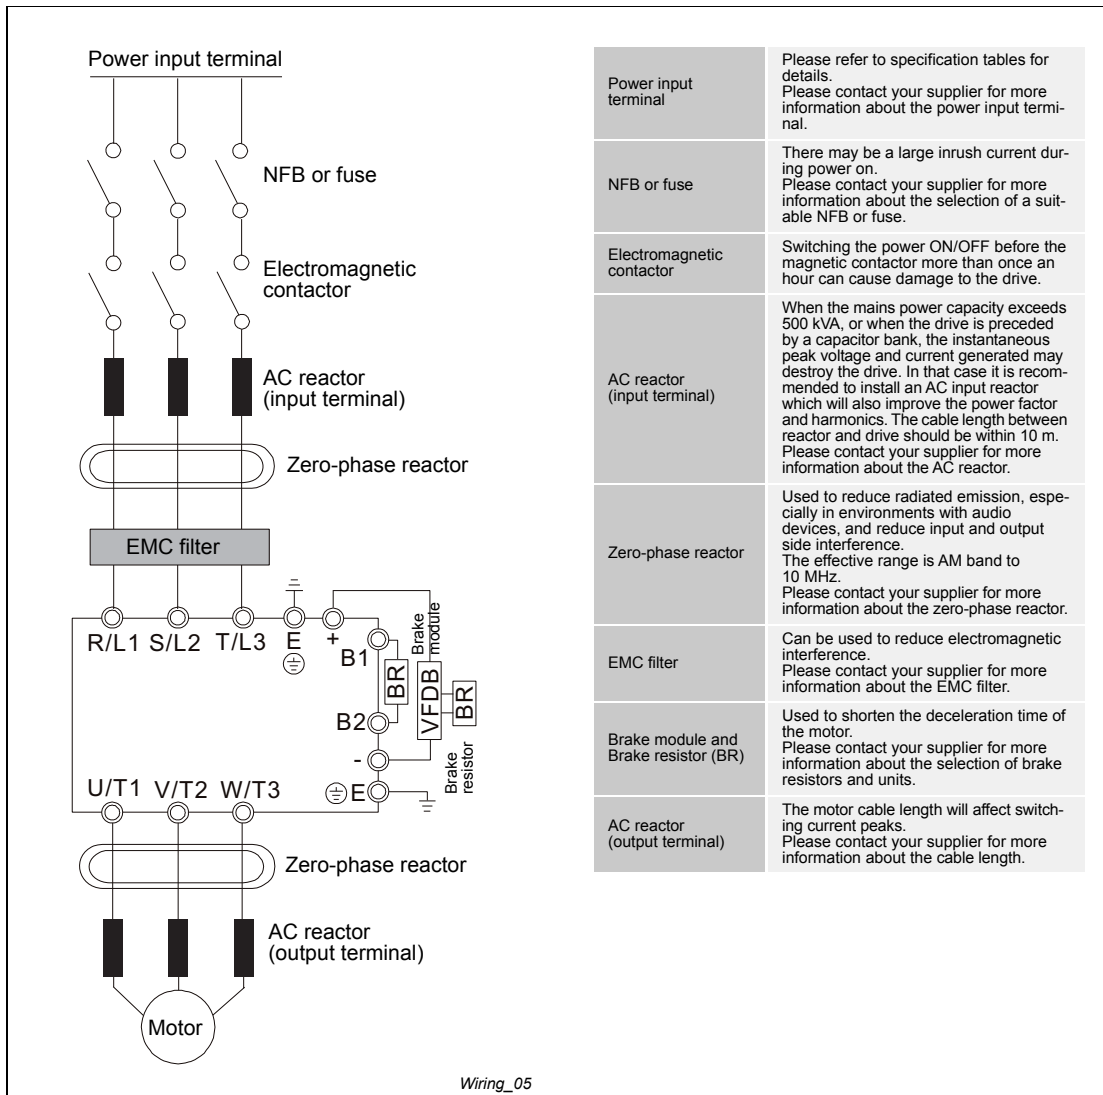 Power input terminal
NFB or fuse
Electromagnetic
contactor
AC reactor
(input terminal)
Zero-phase reactor
EMC filter
R/L1 S/L2 T/L3 E + B1
Brake
module
BR
VFDB
BR
B2
-
Brake
resistor
U/T1 V/T2 W/T3 E
Zero-phase reactor
AC reactor
(output terminal)
Motor
Power input
terminal
Please refer to specification tables for
details.
Please contact your supplier for more
information about the power input termi-
nal.
NFB or fuse
There may be a large inrush current dur-
ing power on.
Please contact your supplier for more
information about the selection of a suit-
able NFB or fuse.
Electromagnetic
contactor
Switching the power ON/OFF before the
magnetic contactor more than once an
hour can cause damage to the drive.
AC reactor
(input terminal)
When the mains power capacity exceeds
500 kVA, or when the drive is preceded
by a capacitor bank, the instantaneous
peak voltage and current generated may
destroy the drive. In that case it is recom-
mended to install an AC input reactor
which will also improve the power factor
and harmonics. The cable length between
reactor and drive should be within 10 m.
Please contact your supplier for more
information about the AC reactor.
Zero-phase reactor
Used to reduce radiated emission, espe-
cially in environments with audio
devices, and reduce input and output
side interference.
The effective range is AM band to
10 MHz.
Please contact your supplier for more
information about the zero-phase reactor.
EMC filter
Can be used to reduce electromagnetic
interference.
Please contact your supplier for more
information about the EMC filter.
Brake module and
Brake resistor (BR)
Used to shorten the deceleration time of
the motor.
Please contact your supplier for more
information about the selection of brake
resistors and units.
AC reactor
(output terminal)
The motor cable length will affect switch-
ing current peaks.
Please contact your supplier for more
information about the cable length.
Wiring_05